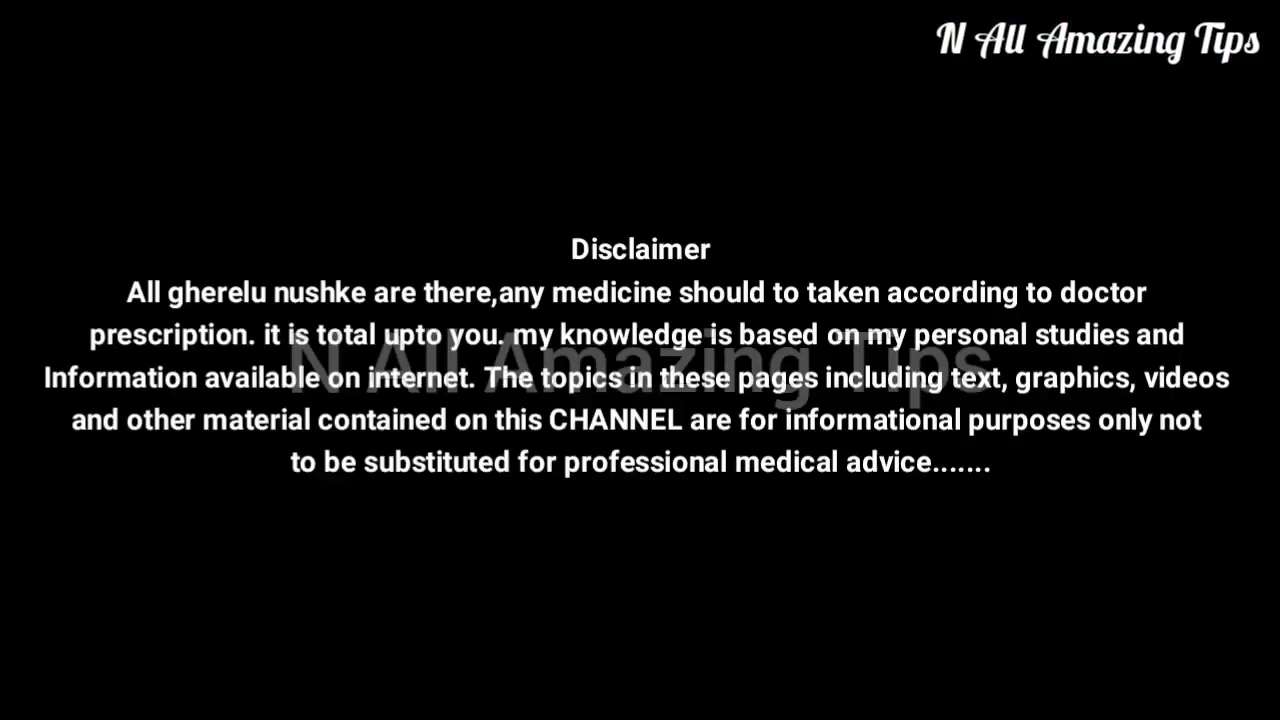 N All Amazing Tips
Disclaimer
All gherelu nushke are there,any medicine should to taken according to doctor
prescription. it is total upto you. my knowledge is based on my personal studies and
N All Amazing Tips
Information available on internet. The topics in these pages including text, graphics, videos
and other material contained on this CHANNEL are for informational purposes only not
to be substituted for professional medical advice.......